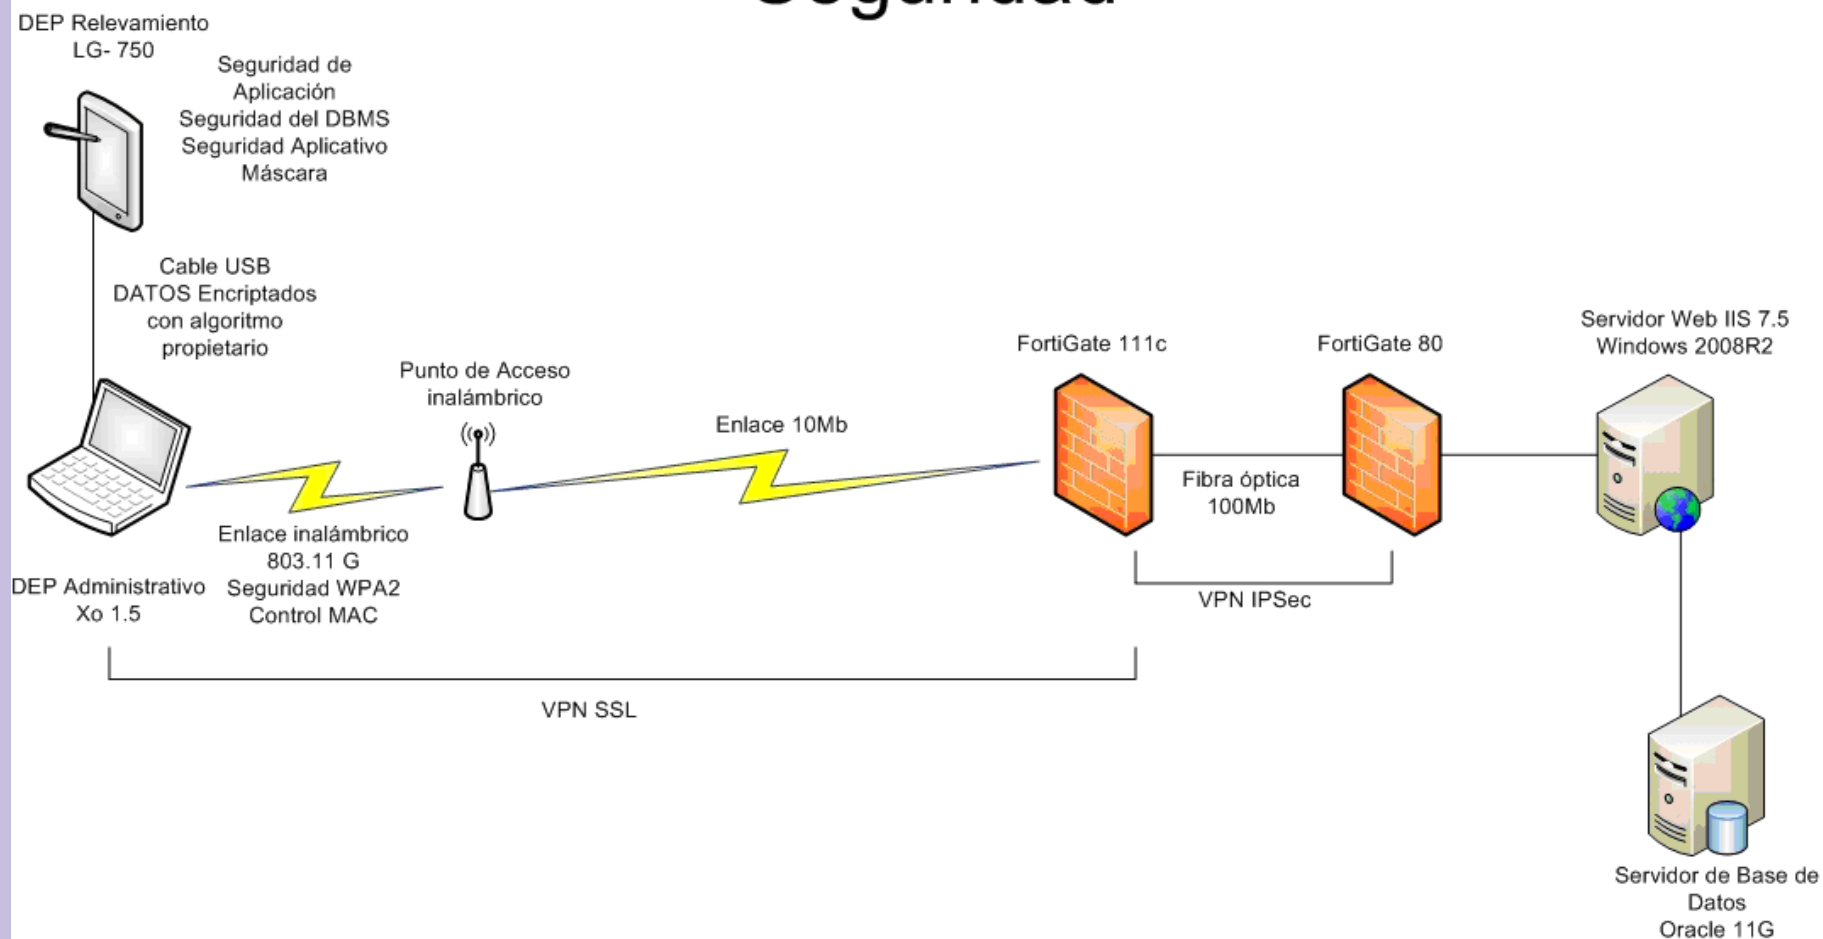 Seguridad
DEP Relevamiento
LG- 750
Seguridad de
Aplicación
Seguridad del DBMS
Seguridad Aplicativo
Máscara
Cable USB
DATOS Encriptados
con algoritmo
propietario
Punto de Acceso
inalámbrico
Enlace 10Mb
FortiGate 111c
FortiGate 80
Servidor Web IIS 7.5
Windows 2008R2
Fibra óptica
100Mb
Enlace inalámbrico
803.11 G
Seguridad WPA2
Control MAC
DEP Administrativo
Xo 1.5
VPN IPSec
VPN SSL
Servidor de Base de
Datos
Oracle 11G